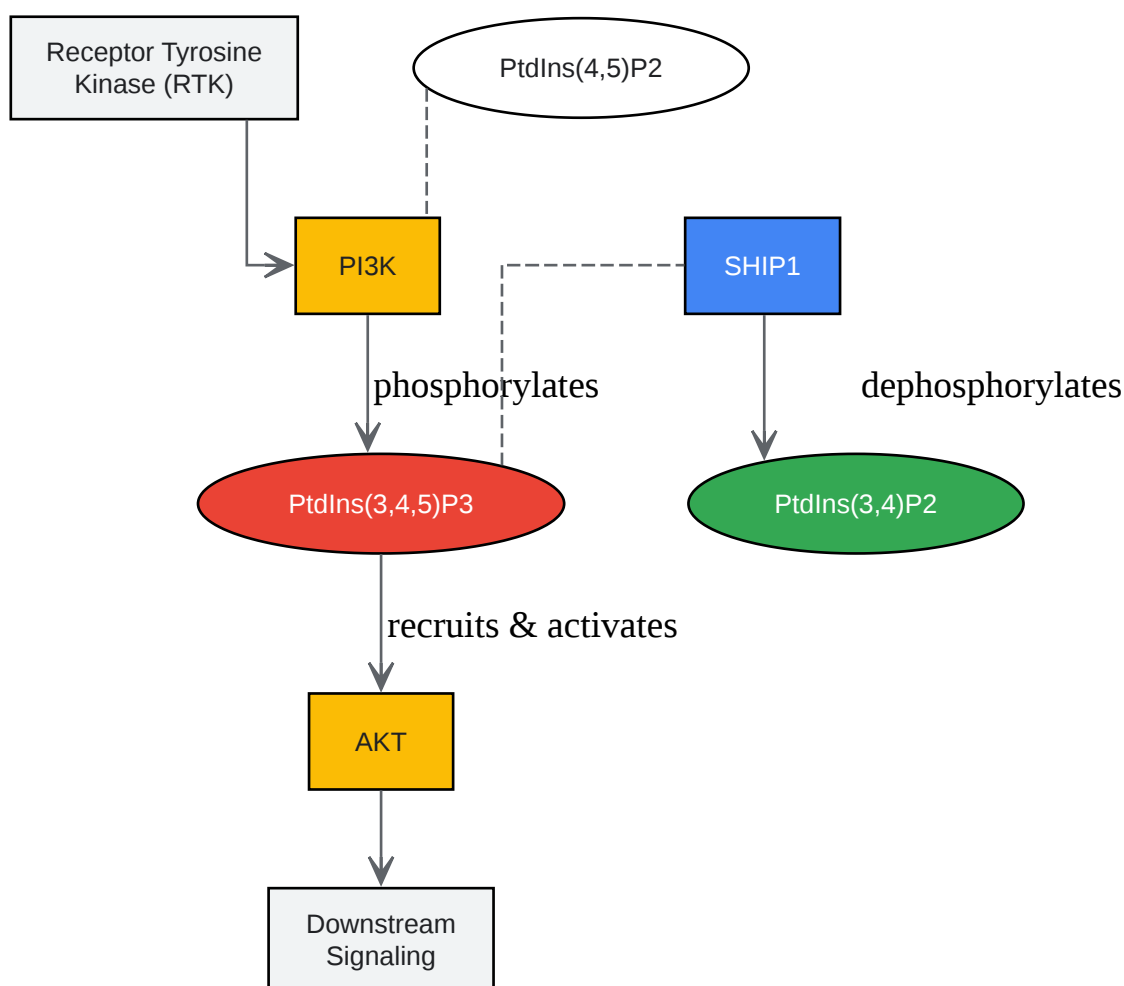 Receptor Tyrosine
Kinase (RTK)
PtdIns(4,5)P2
PI3K
SHIP1
phosphorylates
dephosphorylates
PtdIns(3,4,5)P3
PtdIns(3,4)P2
recruits & activates
AKT
Downstream
Signaling